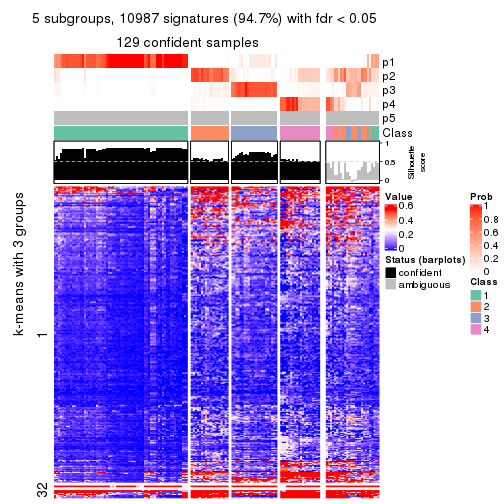 5 subgroups, 10987 signatures (94.7%) with fdr < 0.05
129 confident samples
p1
p2
p3
p4
p5
Class
1
0.5
0
Silhouette
score
k-means with 3 groups
1
32
Value
0.6
0.4
0.2
0
Status (barplots)
confident
ambiguous
Prob
1
0.8
0.6
0.4
0.2
0
Class
1
2
3
4